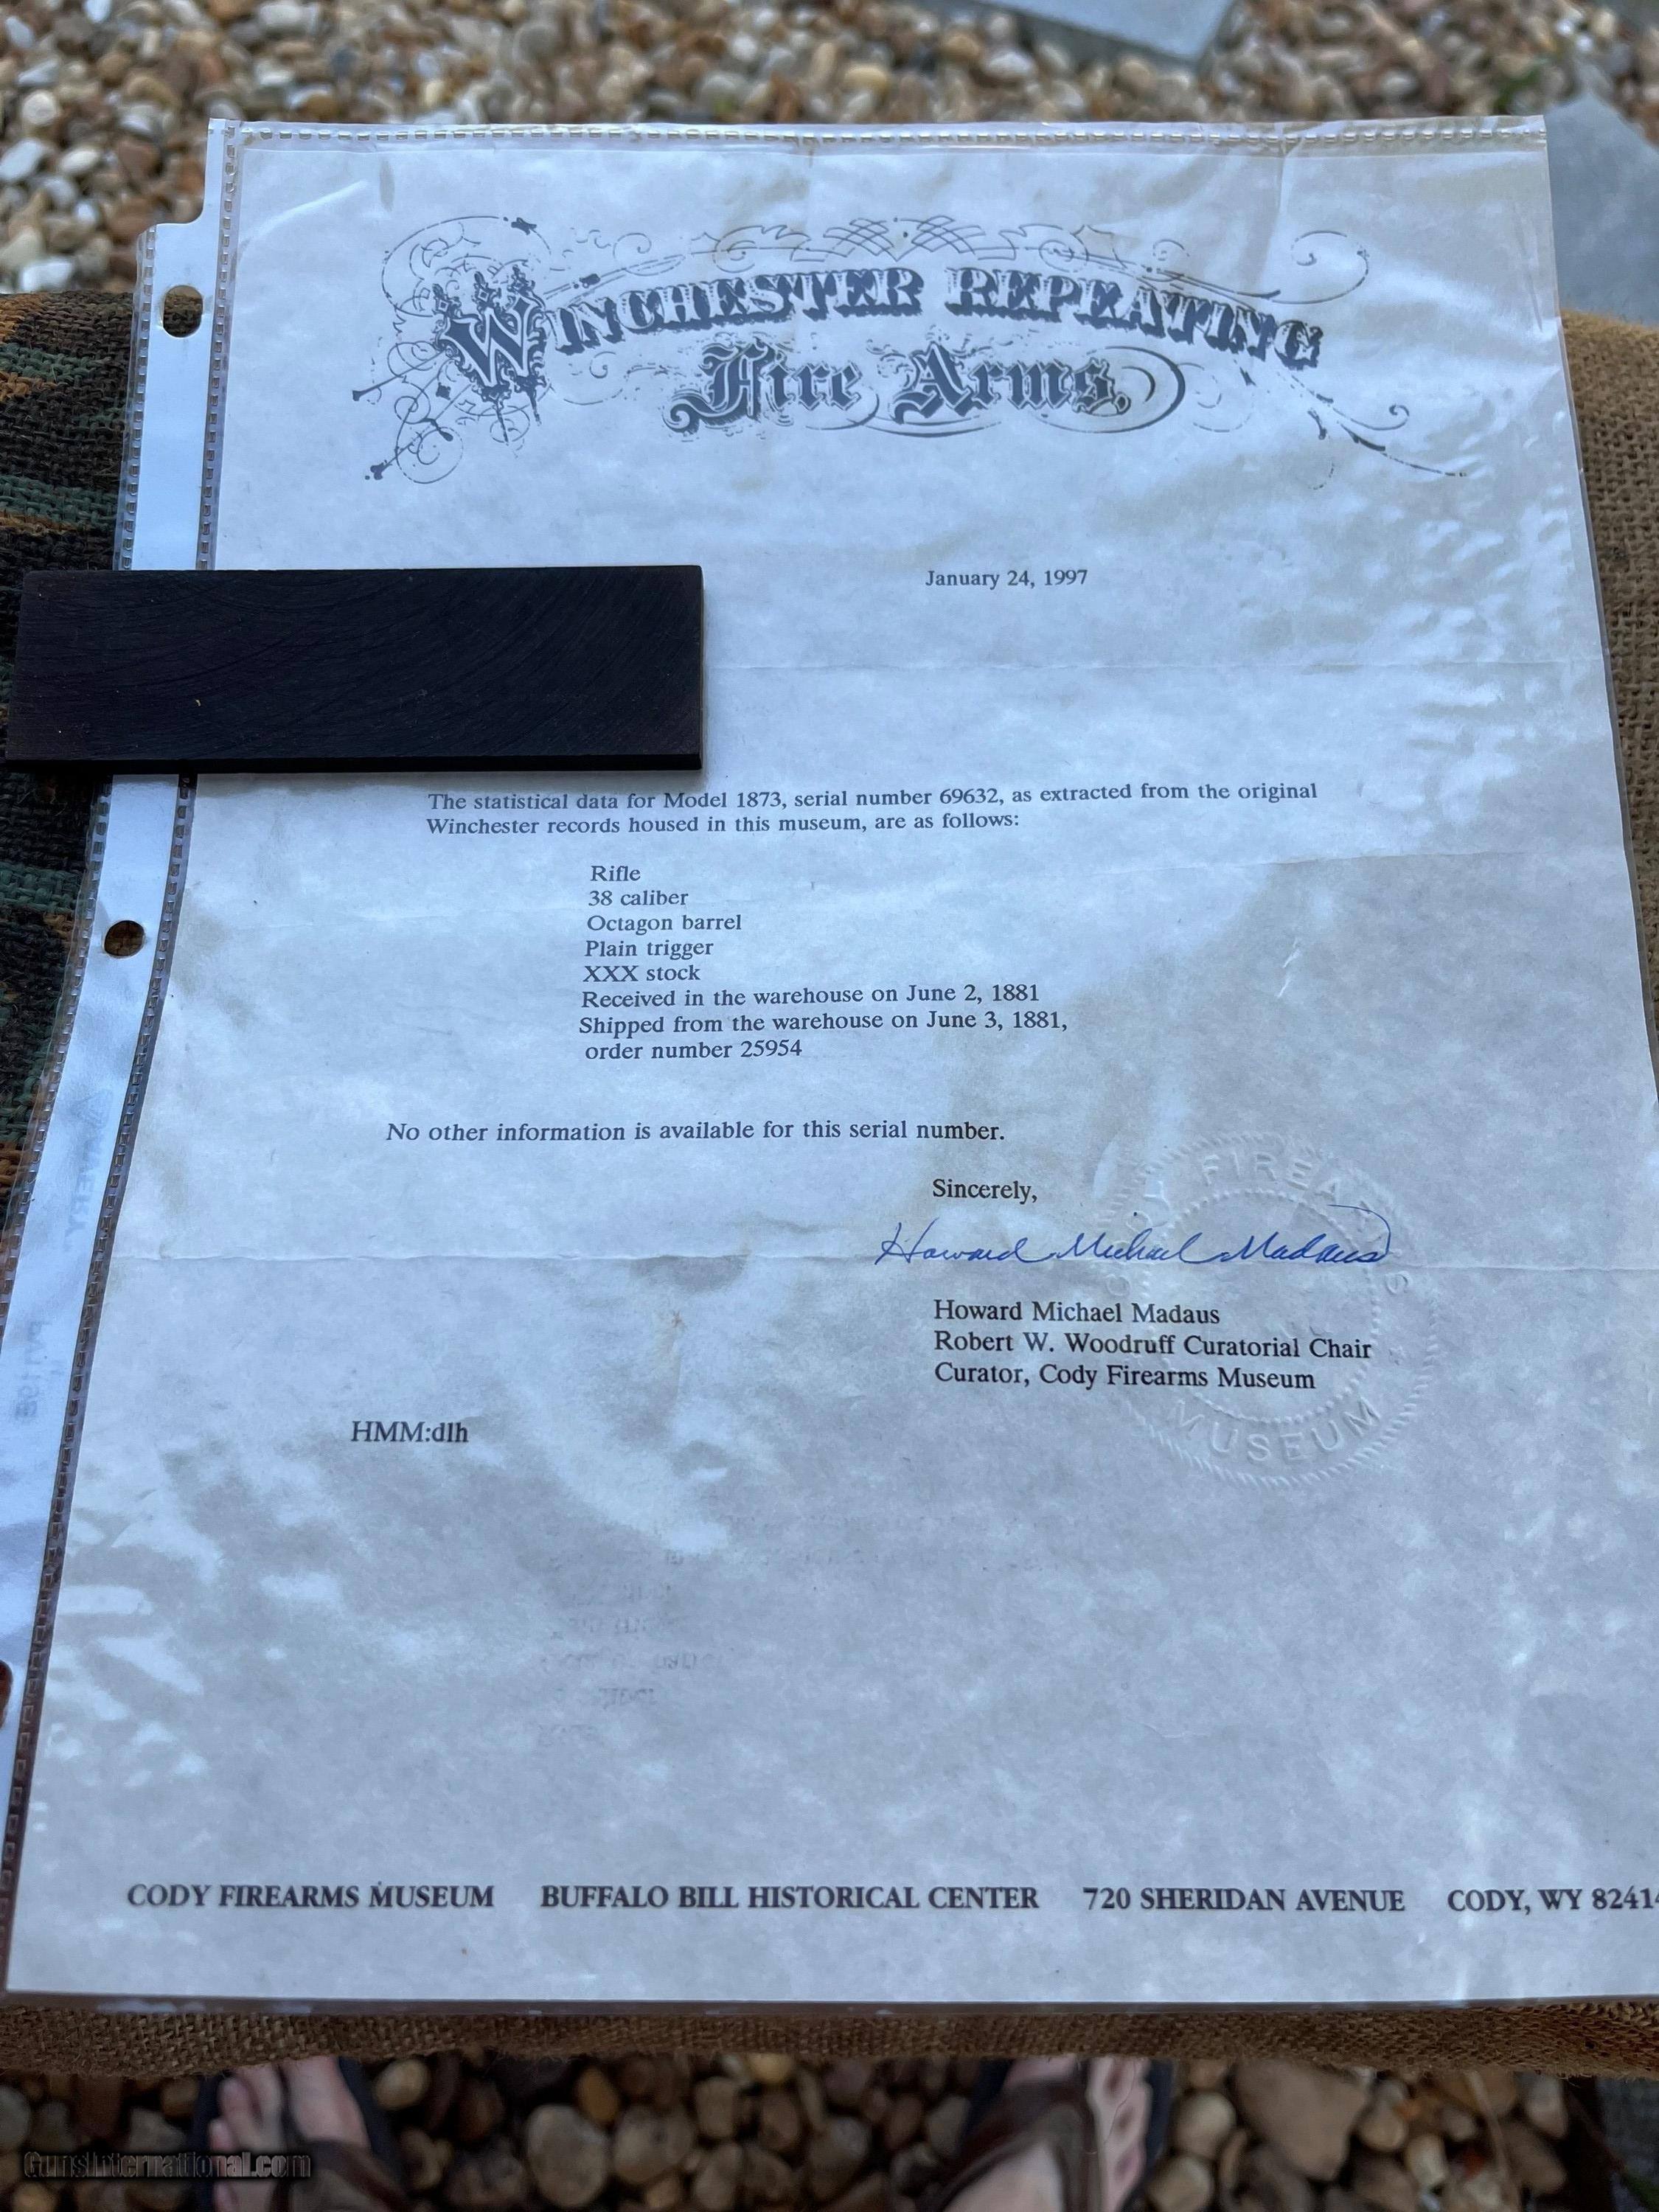 WINCHESTER REPEATING
Fire Arms,
January 24, 1997
The statistical data for Model 1873, serial number 69632, as extracted from the original
Winchester records housed in this museum, are as follows:
Rifle
38 caliber
Octagon barrel
Plain trigger
XXX stock
Received in the warehouse on June 2, 1881
Shipped from the warehouse on June 3, 1881,
order number 25954
No other information is available for this serial number.
Sincerely,
Howard Michael Madaus
Howard Michael Madaus
Robert W. Woodruff Curatorial Chair
Curator, Cody Firearms Museum
MUSEUM
HMM:dlh
CODY FIREARMS MUSEUM BUFFALO BILL HISTORICAL CENTER 720 SHERIDAN AVENUE CODY, WY 82414
GunsInternational.com